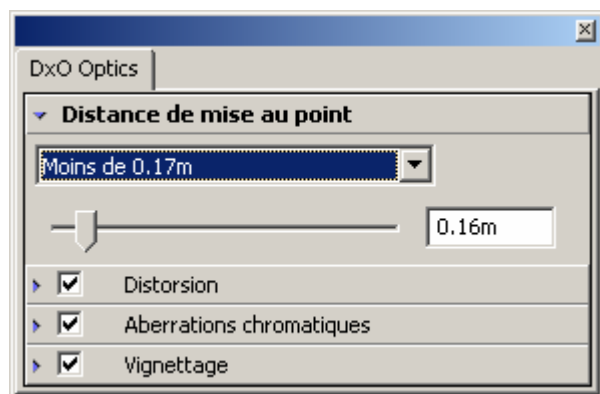 DxO Optics
Distance de mise au point
Moins de 0.17m
0.16m
Distorsion
Aberrations chromatiques
Vignettage